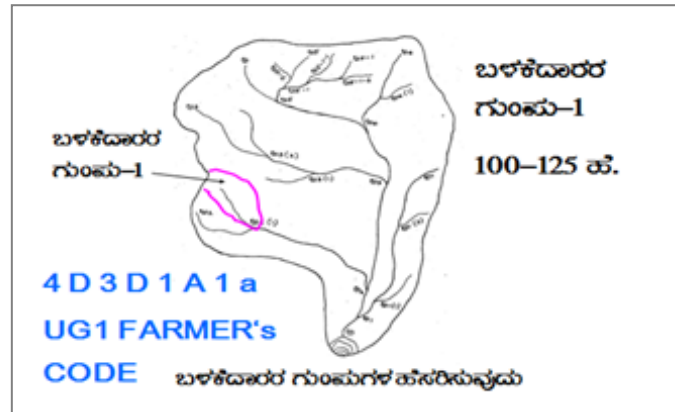 ಬಳಕೆದಾರರ
ಗುಂಪು–1
100–125 ಹೆ.
ಬಳಕೆದಾರರ
ಗುಂಪು–1
4 D 3 D 1 A 1 a
UG1 FARMER's
CODE
ಬಳಕೆದಾರರ ಗುಂಪುಗಳ ಹೆಸರಿಸುವುದು